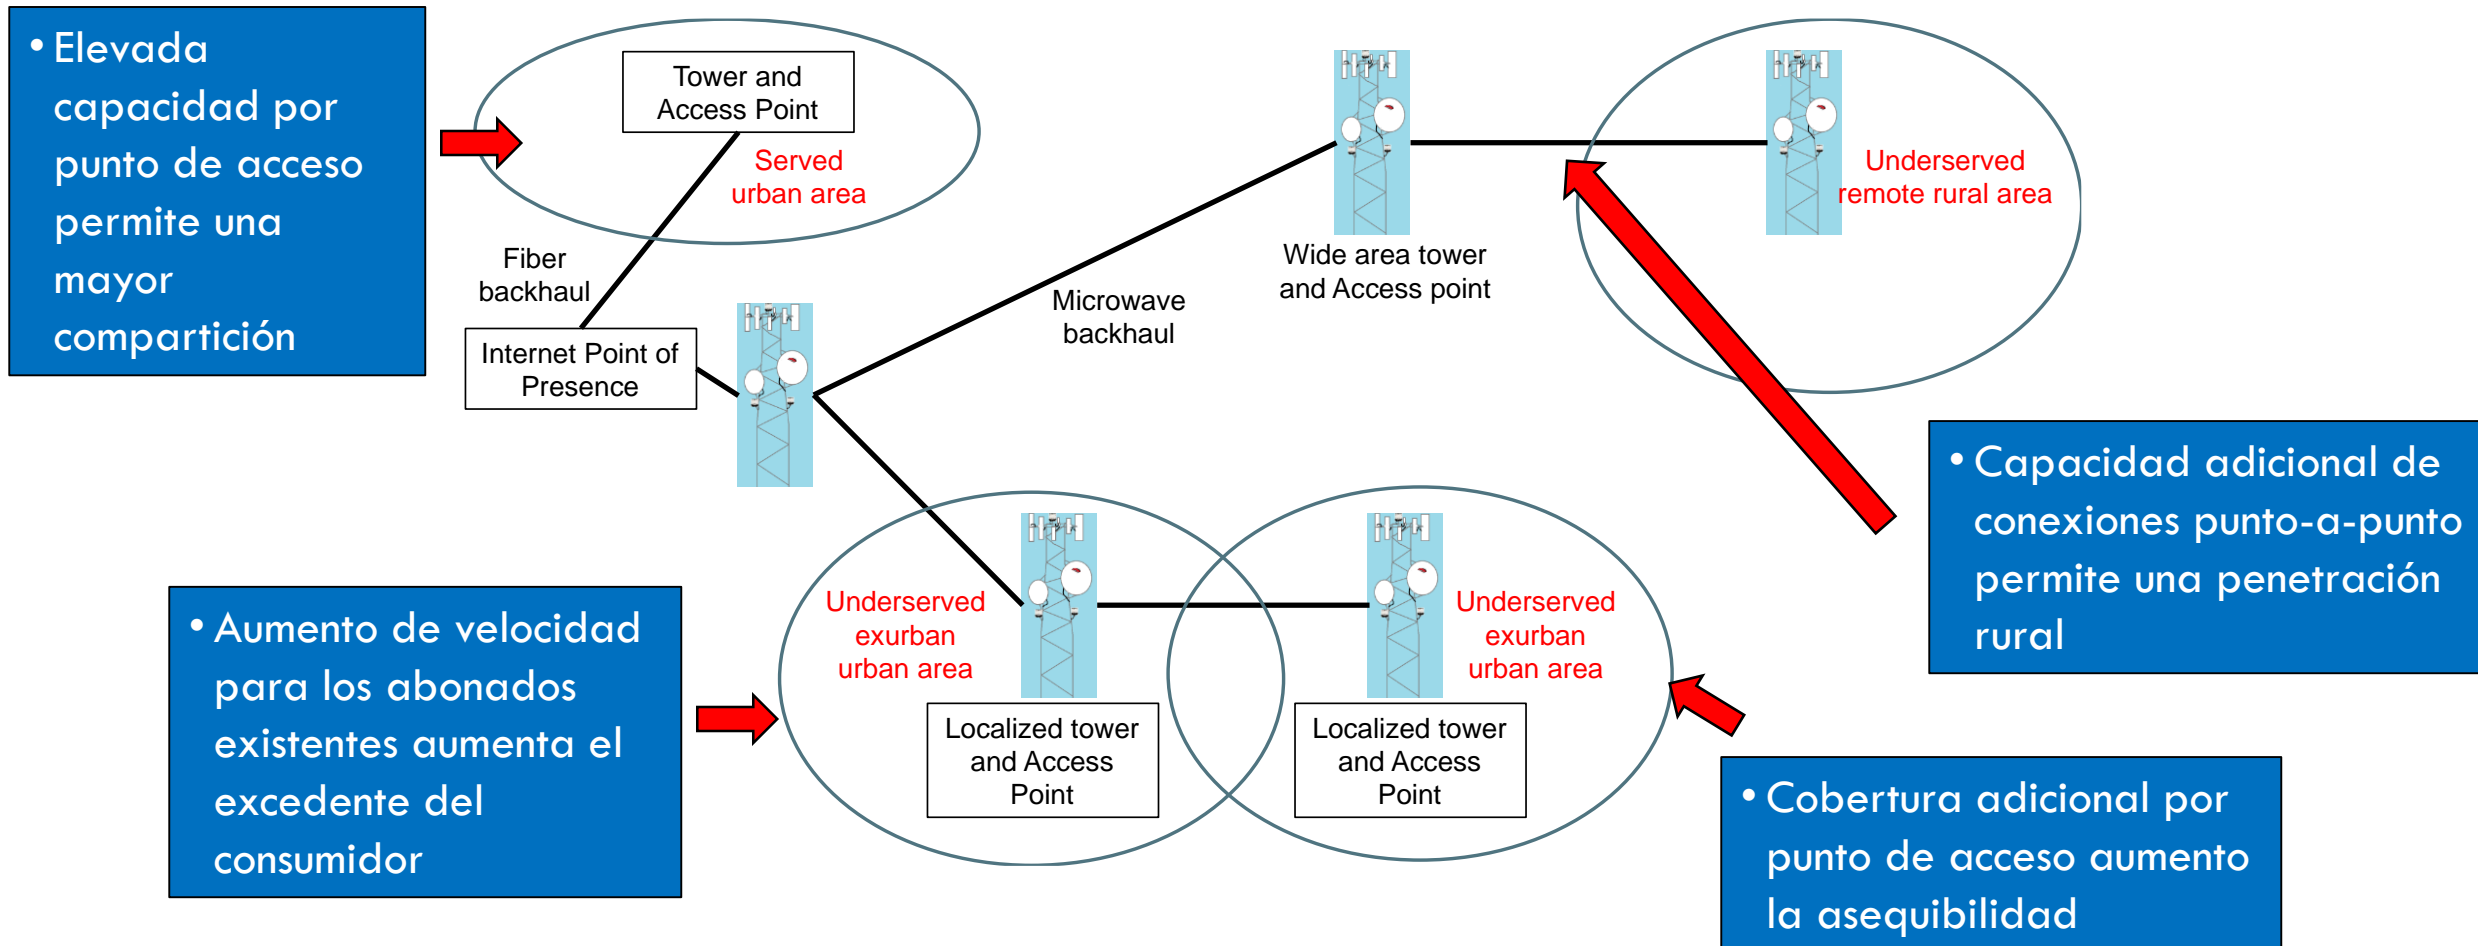 • Elevada
capacidad por
punto de acceso
permite una
mayor
compartición
Tower and
Access Point
Served
urban area
Fiber
backhaul
Internet Point of
Presence
Microwave
backhaul
Wide area tower
and Access point
Underserved
remote rural area
• Capacidad adicional de
conexiones punto-a-punto
permite una penetración
rural
• Aumento de velocidad
para los abonados
existentes aumenta el
excedente del
consumidor
Underserved
exurban
urban area
Localized tower
and Access
Point
Underserved
exurban
urban area
Localized tower
and Access
Point
• Cobertura adicional por
punto de acceso aumento
la asequibilidad